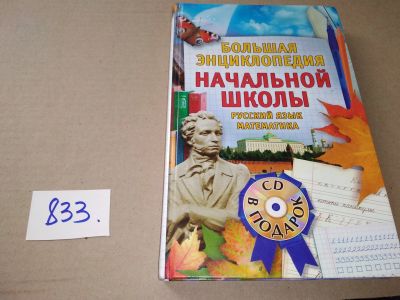 БОЛЬШАЯ
ЭНЦИКЛОПЕДИЯ
НАЧАЛЬНОЙ
ШКОЛЫ
РУССКИЙ ЯЗЫК
МАТЕМАТИКА
CD
В ПОДАРОК
833.